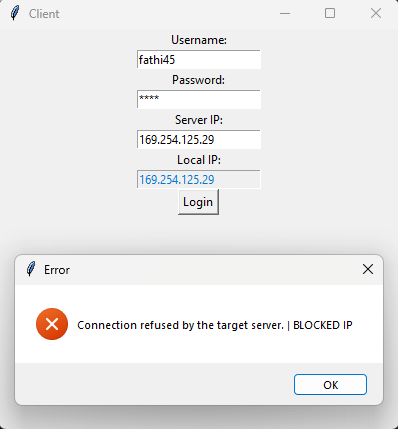 Client
Username:
fathi45
Password:
****
Server IP:
169.254.125.29
Local IP:
169.254.125.29
Login
Error
Connection refused by the target server. | BLOCKED IP
OK